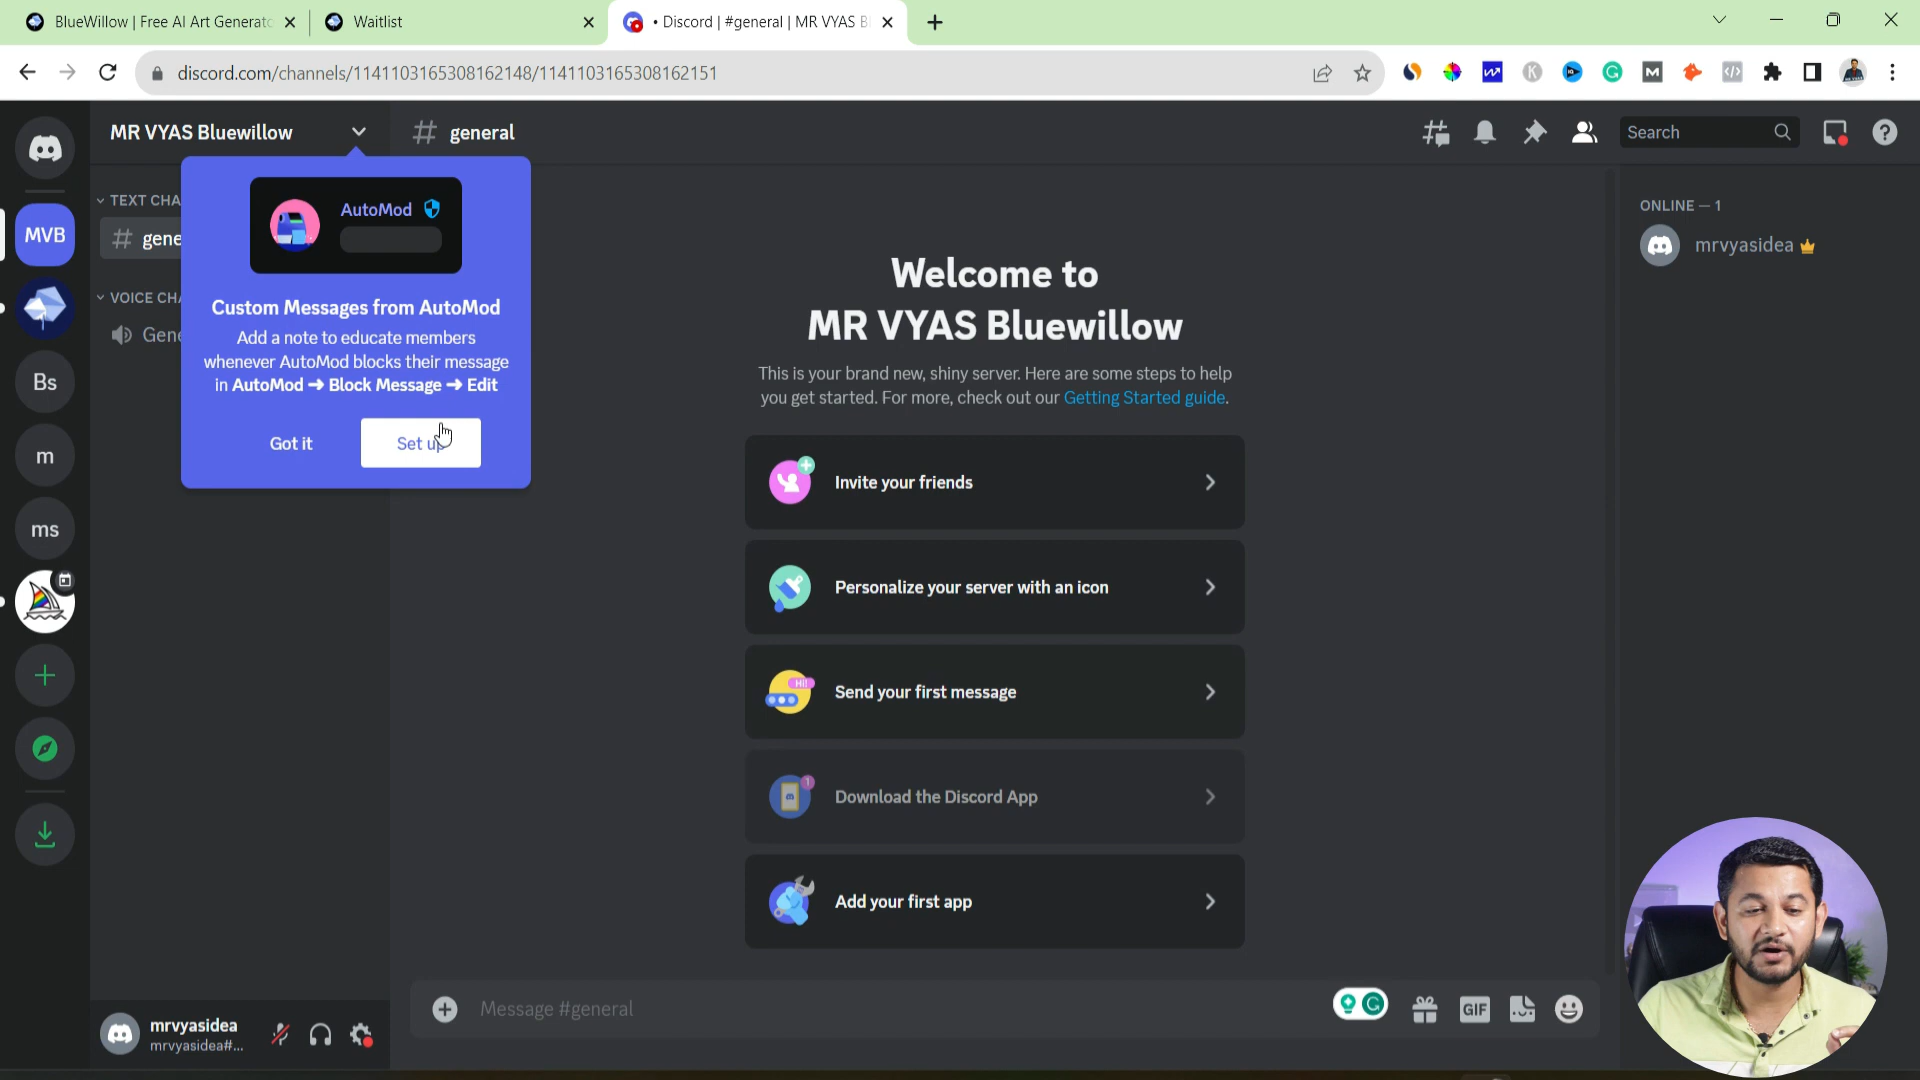 BlueWillow | Free AI Art Generato
Waitlist
• Discord | #general | MR VYAS B
discord.com/channels/1141103165308162148/1141103165308162151
MR VYAS Bluewillow
general
Search
TEXT CHA
gene
VOICE CHA
Gene
MVB
Bs
m
ms
AutoMod
Custom Messages from AutoMod
Add a note to educate members
whenever AutoMod blocks their message
in AutoMod ➔ Block Message ➔ Edit
Got it
Set up
Welcome to
MR VYAS Bluewillow
This is your brand new, shiny server. Here are some steps to help
you get started. For more, check out our Getting Started guide.
Invite your friends
Personalize your server with an icon
Hi!
Send your first message
1
Download the Discord App
Add your first app
ONLINE — 1
mrvyasidea
mrvyasidea
mrvyasidea#...
Message #general
GIF